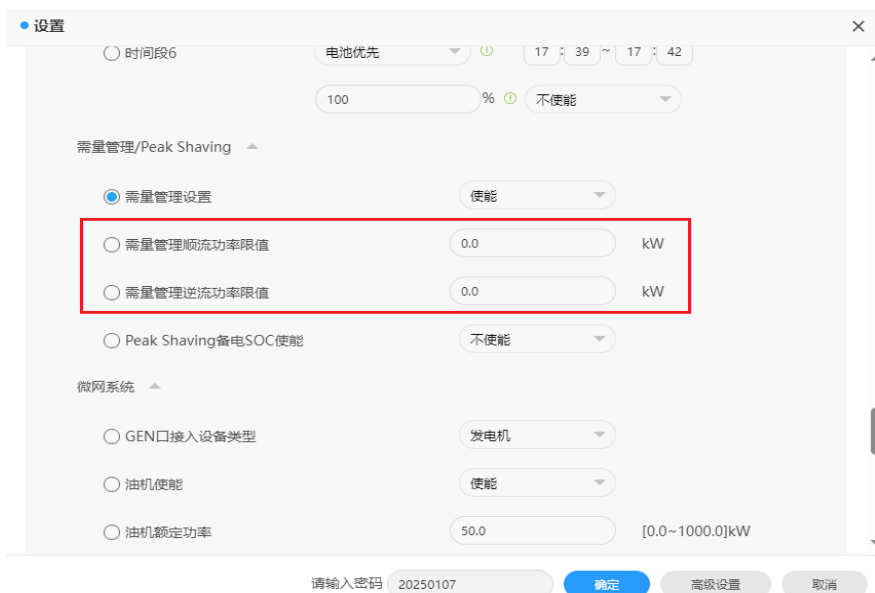 设置
时间段6 电池优先 17 : 39 ~ 17 : 42
100 % 不使能
需量管理/Peak Shaving
需量管理设置 使能
需量管理顺流功率限值 0.0 kW
需量管理逆流功率限值 0.0 kW
Peak Shaving备电SOC使能 不使能
微网系统
GEN口接入设备类型 发电机
油机使能 使能
油机额定功率 50.0 [0.0~1000.0]kW
请输入密码 20250107 确定 高级设置 取消